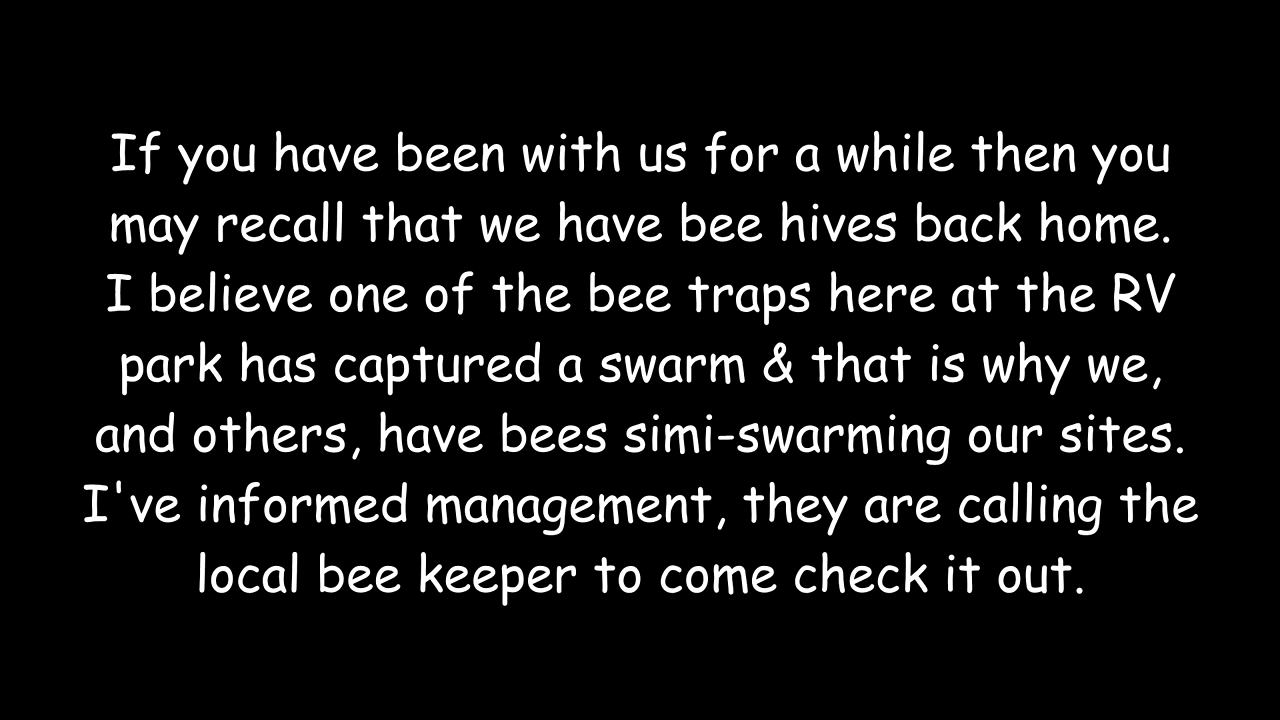 If you have been with us for a while then you
may recall that we have bee hives back home.
I believe one of the bee traps here at the RV
park has captured a swarm & that is why we,
and others, have bees simi-swarming our sites.
I've informed management, they are calling the
local bee keeper to come check it out.